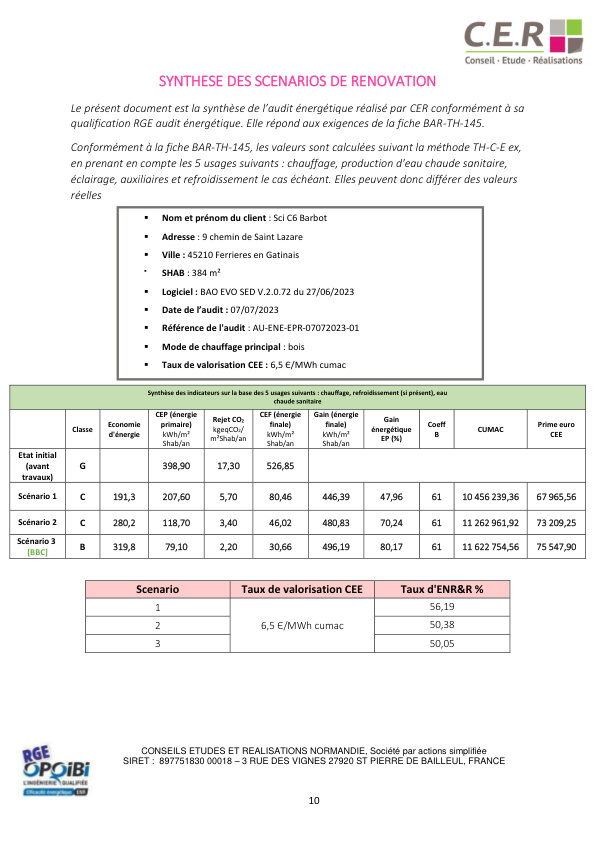 C.E.R
Conseil · Etude · Réalisations
SYNTHESE DES SCENARIOS DE RENOVATION
Le présent document est la synthèse de l'audit énergétique réalisé par CER conformément à sa
qualification RGE audit énergétique. Elle répond aux exigences de la fiche BAR-TH-145.
Conformément à la fiche BAR-TH-145, les valeurs sont calculées suivant la méthode TH-C-E ex,
en prenant en compte les 5 usages suivants : chauffage, production d'eau chaude sanitaire,
éclairage, auxiliaires et refroidissement le cas échéant. Elles peuvent donc différer des valeurs
réelles
▪ Nom et prénom du client : Sci C6 Barbot
▪ Adresse : 9 chemin de Saint Lazare
▪ Ville : 45210 Ferrieres en Gatinais
▪ SHAB : 384 m²
▪ Logiciel : BAO EVO SED V.2.0.72 du 27/06/2023
▪ Date de l'audit : 07/07/2023
▪ Référence de l'audit : AU-ENE-EPR-07072023-01
▪ Mode de chauffage principal : bois
▪ Taux de valorisation CEE : 6,5 €/MWh cumac
Synthèse des indicateurs sur la base des 5 usages suivants : chauffage, refroidissement (si présent), eau
chaude sanitaire
Classe
Economie
d'énergie
CEP (énergie
primaire)
kWh/m²
Shab/an
Rejet CO₂
kgeqCO₂/
m²Shab/an
CEF (énergie
finale)
kWh/m²
Shab/an
Gain (énergie
finale)
kWh/m²
Shab/an
Gain
énergétique
EP (%)
Coeff
B
CUMAC
Prime euro
CEE
Etat initial
(avant
travaux)
G 398,90 17,30 526,85
Scénario 1 C 191,3 207,60 5,70 80,46 446,39 47,96 61 10 456 239,36 67 965,56
Scénario 2 C 280,2 118,70 3,40 46,02 480,83 70,24 61 11 262 961,92 73 209,25
Scénario 3
[BBC]
B 319,8 79,10 2,20 30,66 496,19 80,17 61 11 622 754,56 75 547,90
Scenario Taux de valorisation CEE Taux d'ENR&R %
1 56,19
2 6,5 €/MWh cumac 50,38
3 50,05
RGE
OPQiBi
L'INGÉNIERIE QUALIFIÉE
Efficacité énergétique
CONSEILS ETUDES ET REALISATIONS NORMANDIE, Société par actions simplifiée
SIRET : 897751830 00018 – 3 RUE DES VIGNES 27920 ST PIERRE DE BAILLEUL, FRANCE
10